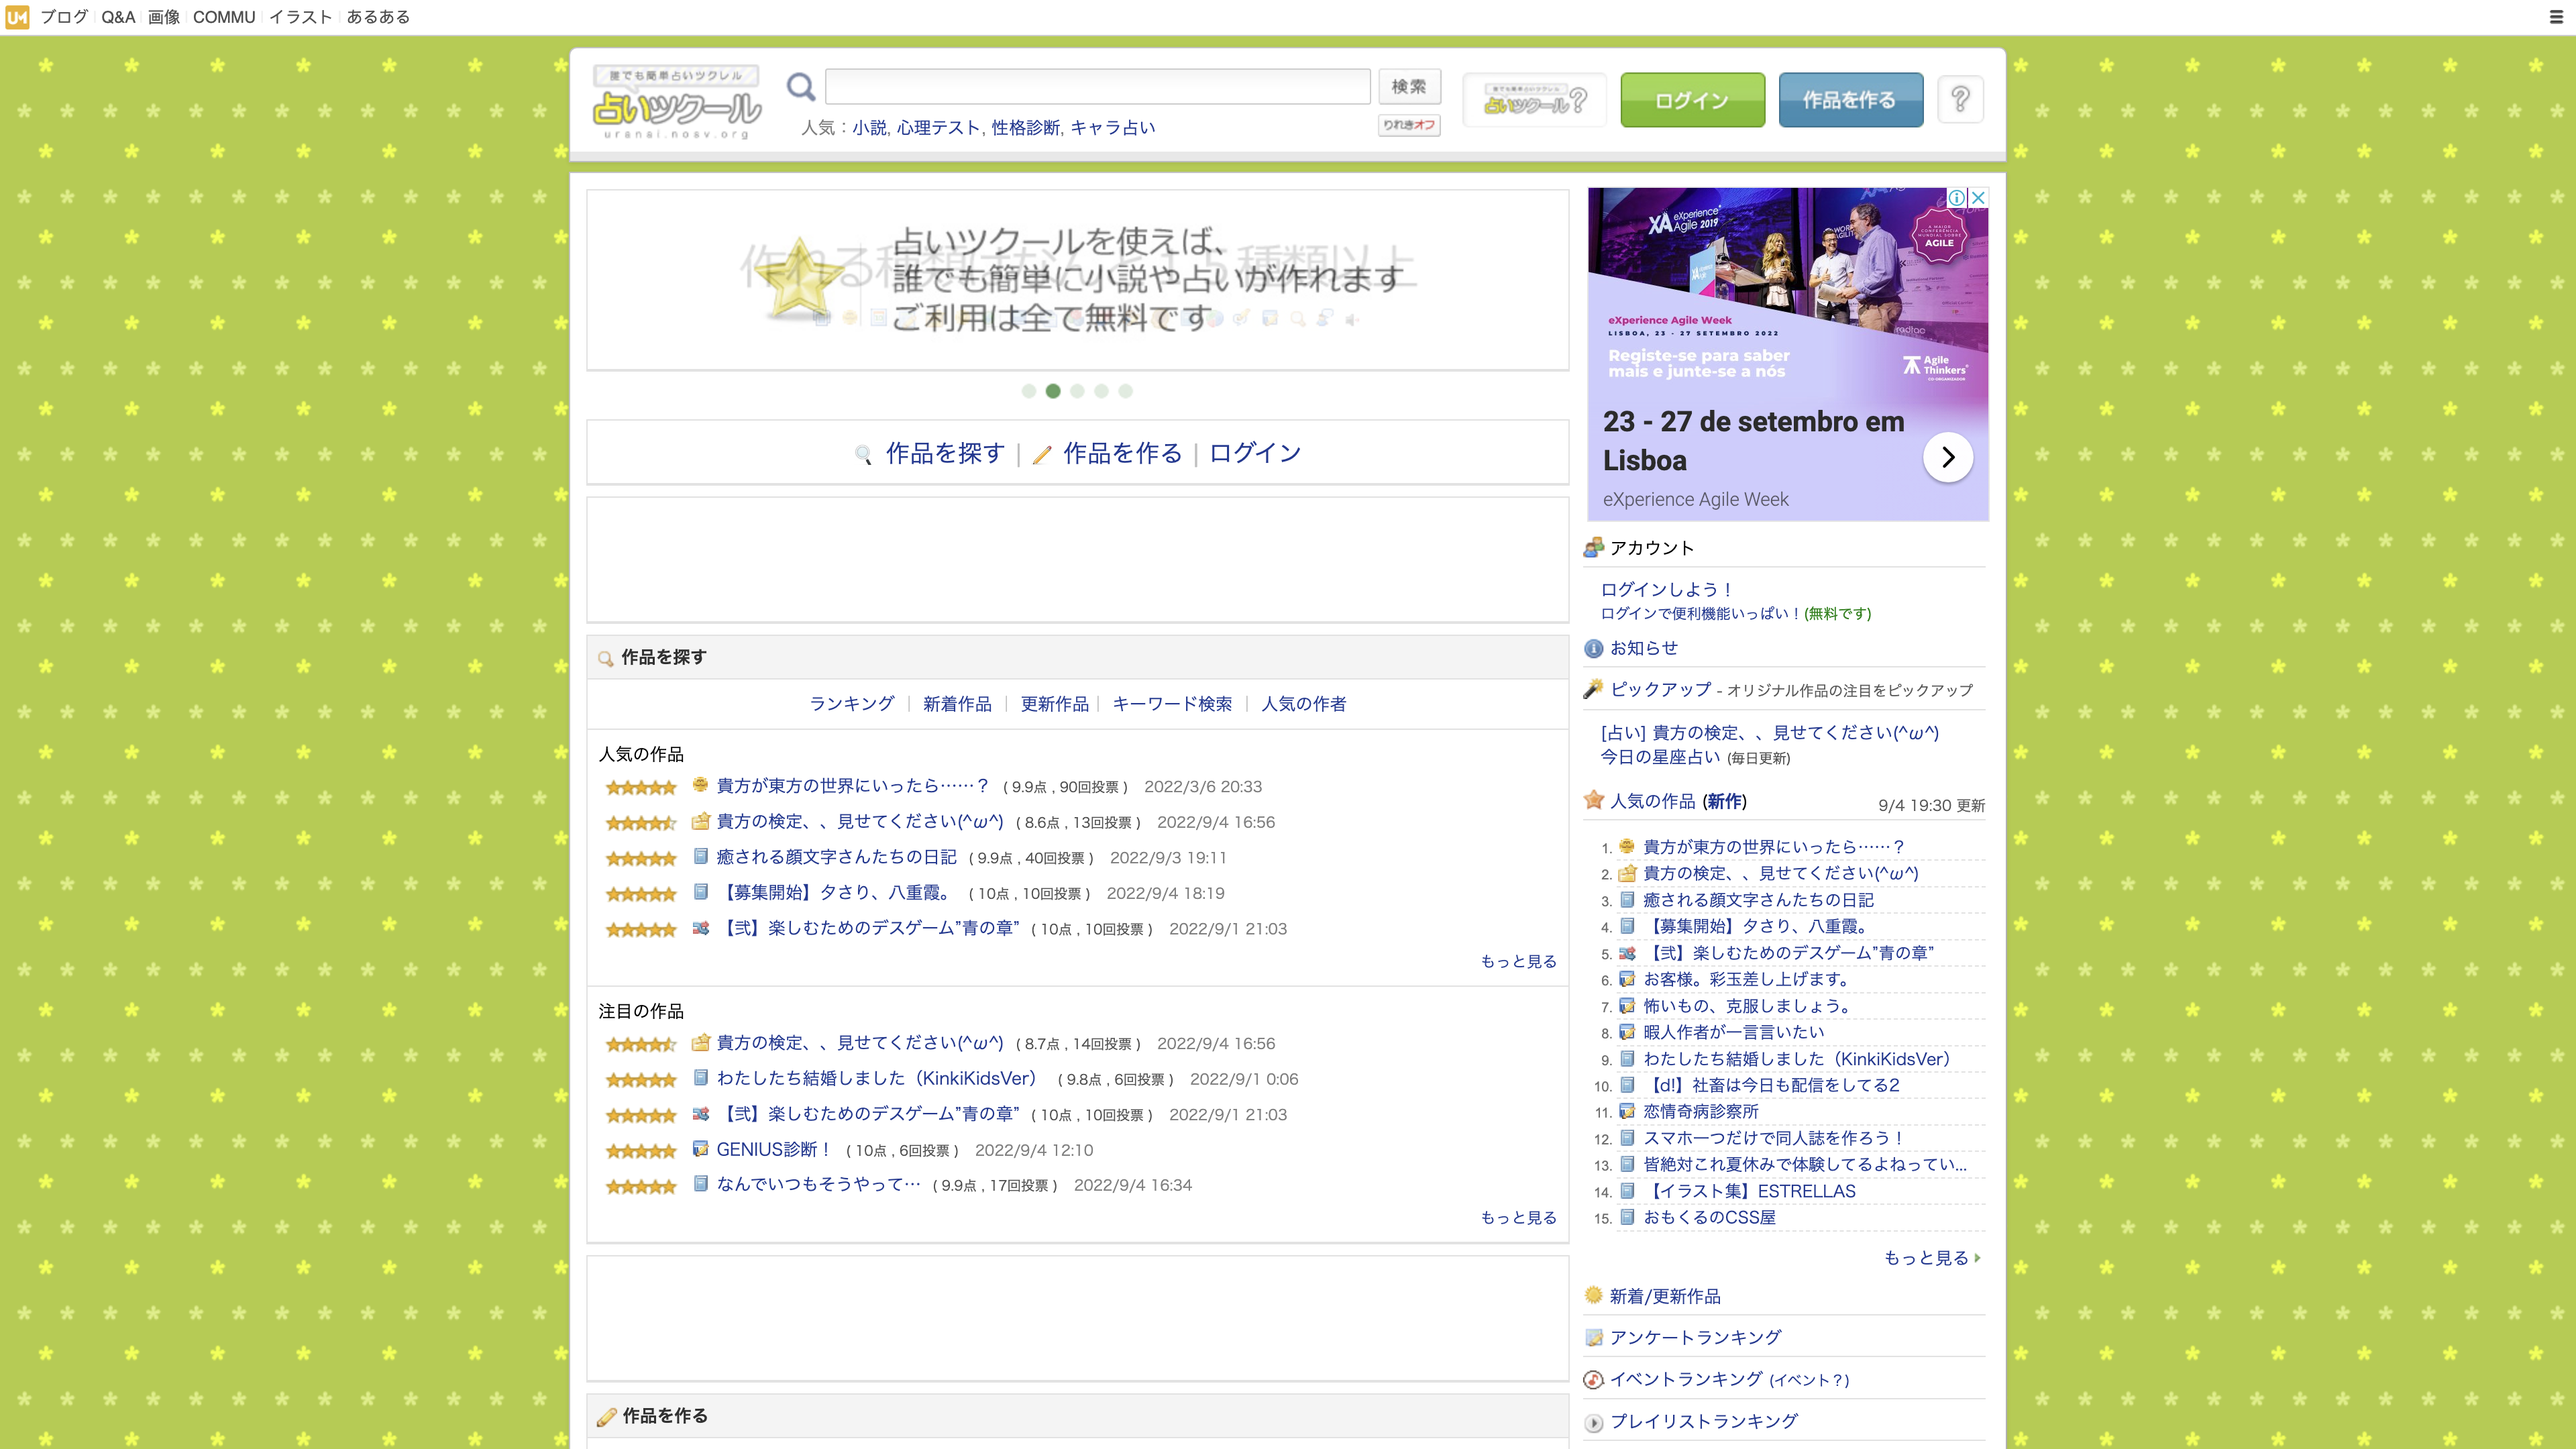 UM ブログ Q&A 画像 COMMU イラスト あるある
誰でも簡単占いツクレル
占いツクール
uranai.nosv.org
検索
人気：小説, 心理テスト, 性格診断, キャラ占い
りれきオフ
占いツクール?
ログイン
作品を作る
?
占いツクールを使えば、
誰でも簡単に小説や占いが作れます
ご利用は全て無料です
作品を探す | 作品を作る | ログイン
作品を探す
ランキング | 新着作品 | 更新作品 | キーワード検索 | 人気の作者
人気の作品
貴方が東方の世界にいったら……？ ( 9.9点 , 90回投票 ) 2022/3/6 20:33
貴方の検定、、見せてください(^ω^) ( 8.6点 , 13回投票 ) 2022/9/4 16:56
癒される顔文字さんたちの日記 ( 9.9点 , 40回投票 ) 2022/9/3 19:11
【募集開始】夕さり、八重霞。 ( 10点 , 10回投票 ) 2022/9/4 18:19
【弐】楽しむためのデスゲーム”青の章” ( 10点 , 10回投票 ) 2022/9/1 21:03
もっと見る
注目の作品
貴方の検定、、見せてください(^ω^) ( 8.7点 , 14回投票 ) 2022/9/4 16:56
わたしたち結婚しました（KinkiKidsVer） ( 9.8点 , 6回投票 ) 2022/9/1 0:06
【弐】楽しむためのデスゲーム”青の章” ( 10点 , 10回投票 ) 2022/9/1 21:03
GENIUS診断！ ( 10点 , 6回投票 ) 2022/9/4 12:10
なんでいつもそうやって… ( 9.9点 , 17回投票 ) 2022/9/4 16:34
もっと見る
作品を作る
XA eXperience Agile 2019
A MAIOR CONFERÊNCIA MUNDIAL SOBRE AGILE
eXperience Agile Week
LISBOA, 23 - 27 SETEMBRO 2022
Registe-se para saber
mais e junte-se a nós
Agile Thinkers
CO-ORGANIZADOR
23 - 27 de setembro em
Lisboa
eXperience Agile Week
アカウント
ログインしよう！
ログインで便利機能いっぱい！(無料です)
お知らせ
ピックアップ - オリジナル作品の注目をピックアップ
[占い] 貴方の検定、、見せてください(^ω^)
今日の星座占い (毎日更新)
人気の作品 (新作) 9/4 19:30 更新
1. 貴方が東方の世界にいったら……？
2. 貴方の検定、、見せてください(^ω^)
3. 癒される顔文字さんたちの日記
4. 【募集開始】夕さり、八重霞。
5. 【弐】楽しむためのデスゲーム”青の章”
6. お客様。彩玉差し上げます。
7. 怖いもの、克服しましょう。
8. 暇人作者が一言言いたい
9. わたしたち結婚しました（KinkiKidsVer）
10. 【d!】社畜は今日も配信をしてる2
11. 恋情奇病診察所
12. スマホ一つだけで同人誌を作ろう！
13. 皆絶対これ夏休みで体験してるよねってい...
14. 【イラスト集】ESTRELLAS
15. おもくるのCSS屋
もっと見る
新着/更新作品
アンケートランキング
イベントランキング (イベント？)
プレイリストランキング